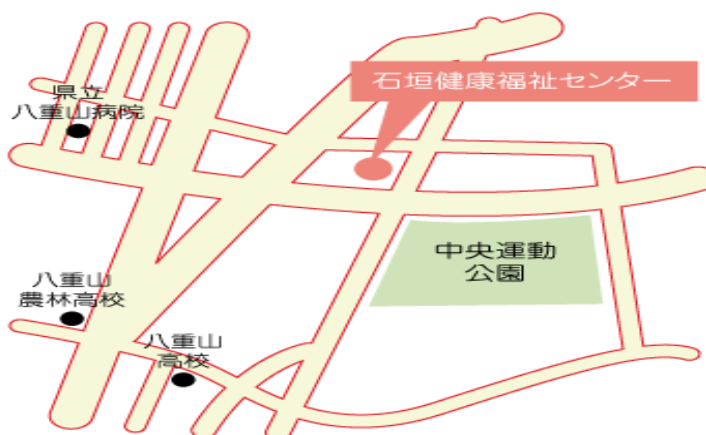 石垣健康福祉センター
県立
八重山病院
中央運動
公園
八重山
農林高校
八重山
高校